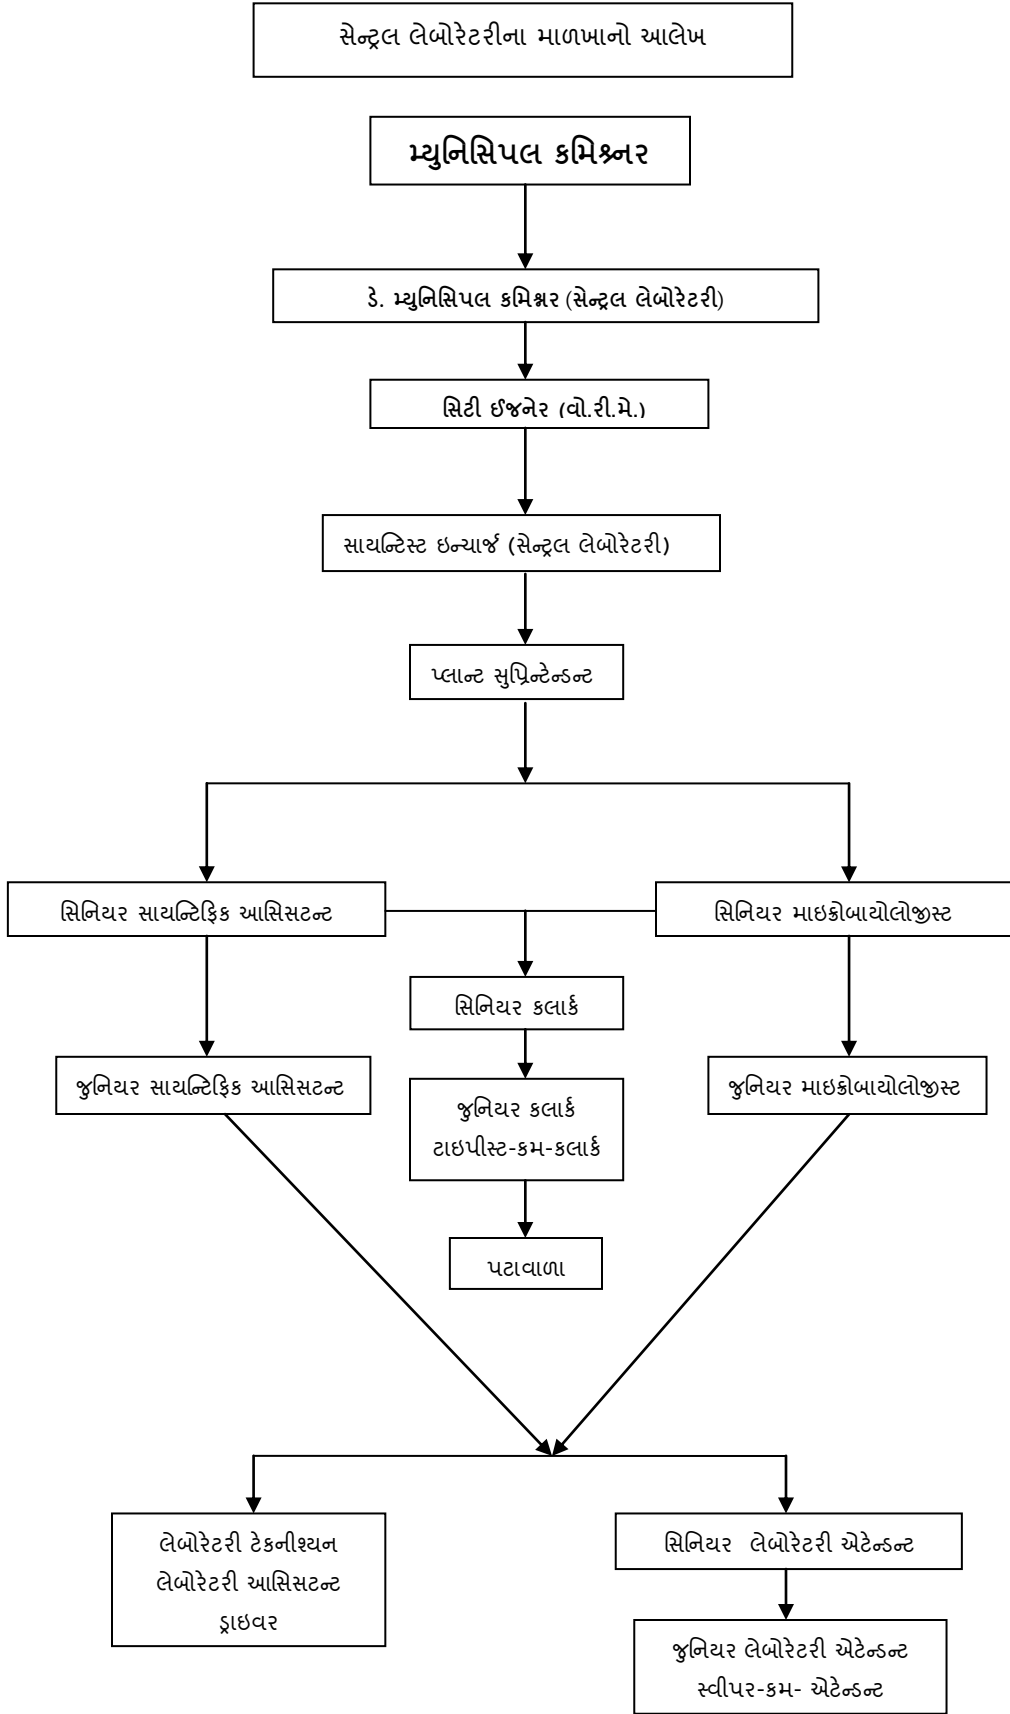 સેન્ટ્રલ લેબોરેટરીના માળખાનો આલેખ
મ્યુનિસિપલ કમિશ્ર્નર
ડે. મ્યુનિસિપલ કમિશ્નર (સેન્ટ્રલ લેબોરેટરી)
સિટી ઈજનેર (વો.રી.મે.)
સાયન્ટિસ્ટ ઇન્ચાર્જ (સેન્ટ્રલ લેબોરેટરી)
પ્લાન્ટ સુપ્રિન્ટેન્ડન્ટ
સિનિયર સાયન્ટિફિક આસિસટન્ટ
સિનિયર માઇક્રોબાયોલોજીસ્ટ
સિનિયર કલાર્ક
જુનિયર સાયન્ટિફિક આસિસટન્ટ
જુનિયર માઇક્રોબાયોલોજીસ્ટ
જુનિયર કલાર્ક
ટાઇપીસ્ટ-કમ-કલાર્ક
પટાવાળા
લેબોરેટરી ટેકનીશ્યન
લેબોરેટરી આસિસટન્ટ
ડ્રાઇવર
સિનિયર લેબોરેટરી એટેન્ડન્ટ
જુનિયર લેબોરેટરી એટેન્ડન્ટ
સ્વીપર-કમ- એટેન્ડન્ટ